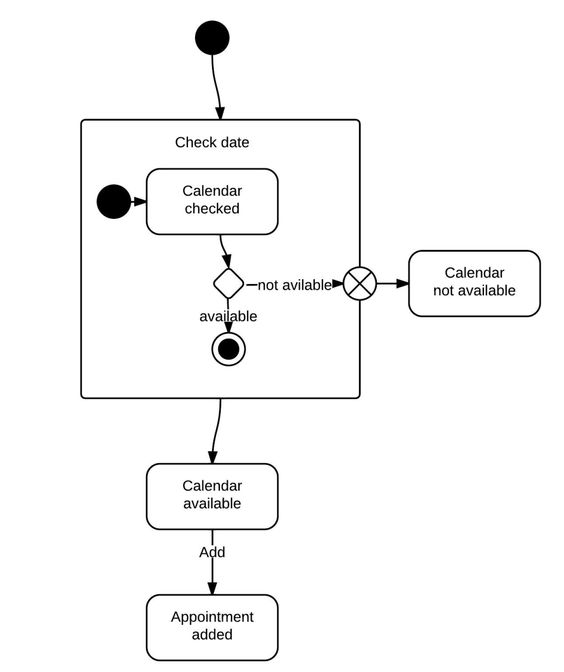 Check date
Calendar
checked
not avilable
Calendar
not available
available
Calendar
available
Add
Appointment
added